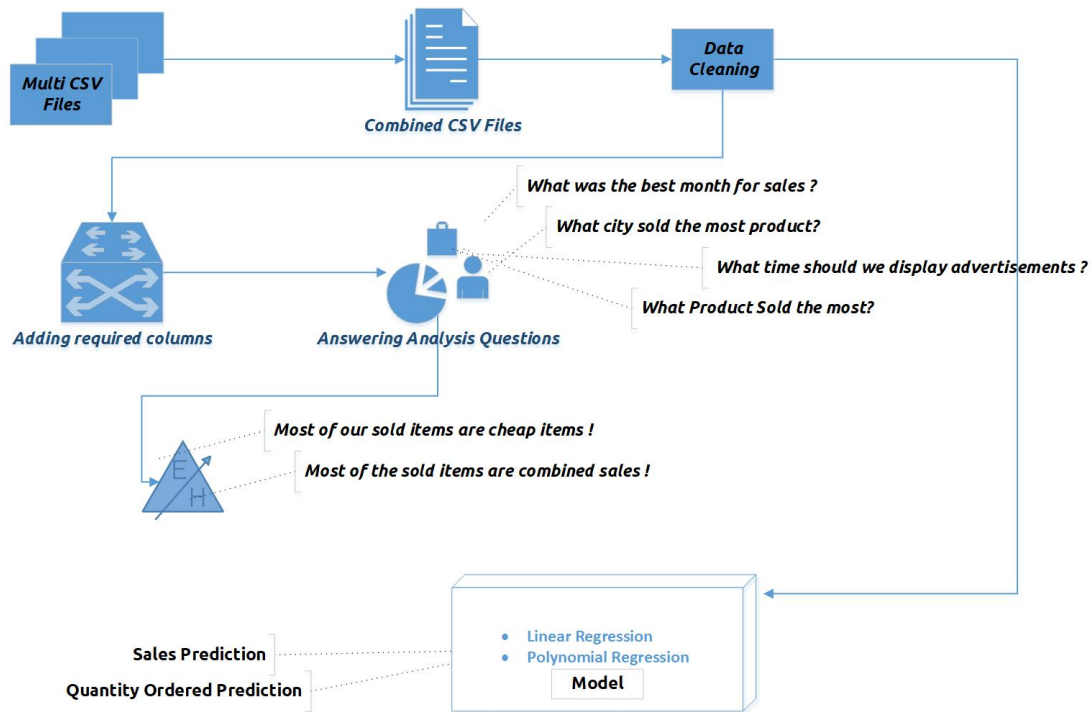 Multi CSV
Files
Combined CSV Files
Data
Cleaning
What was the best month for sales ?
What city sold the most product?
What time should we display advertisements ?
What Product Sold the most?
Adding required columns
Answering Analysis Questions
Most of our sold items are cheap items !
Most of the sold items are combined sales !
E
H
• Linear Regression
• Polynomial Regression
Model
Sales Prediction
Quantity Ordered Prediction